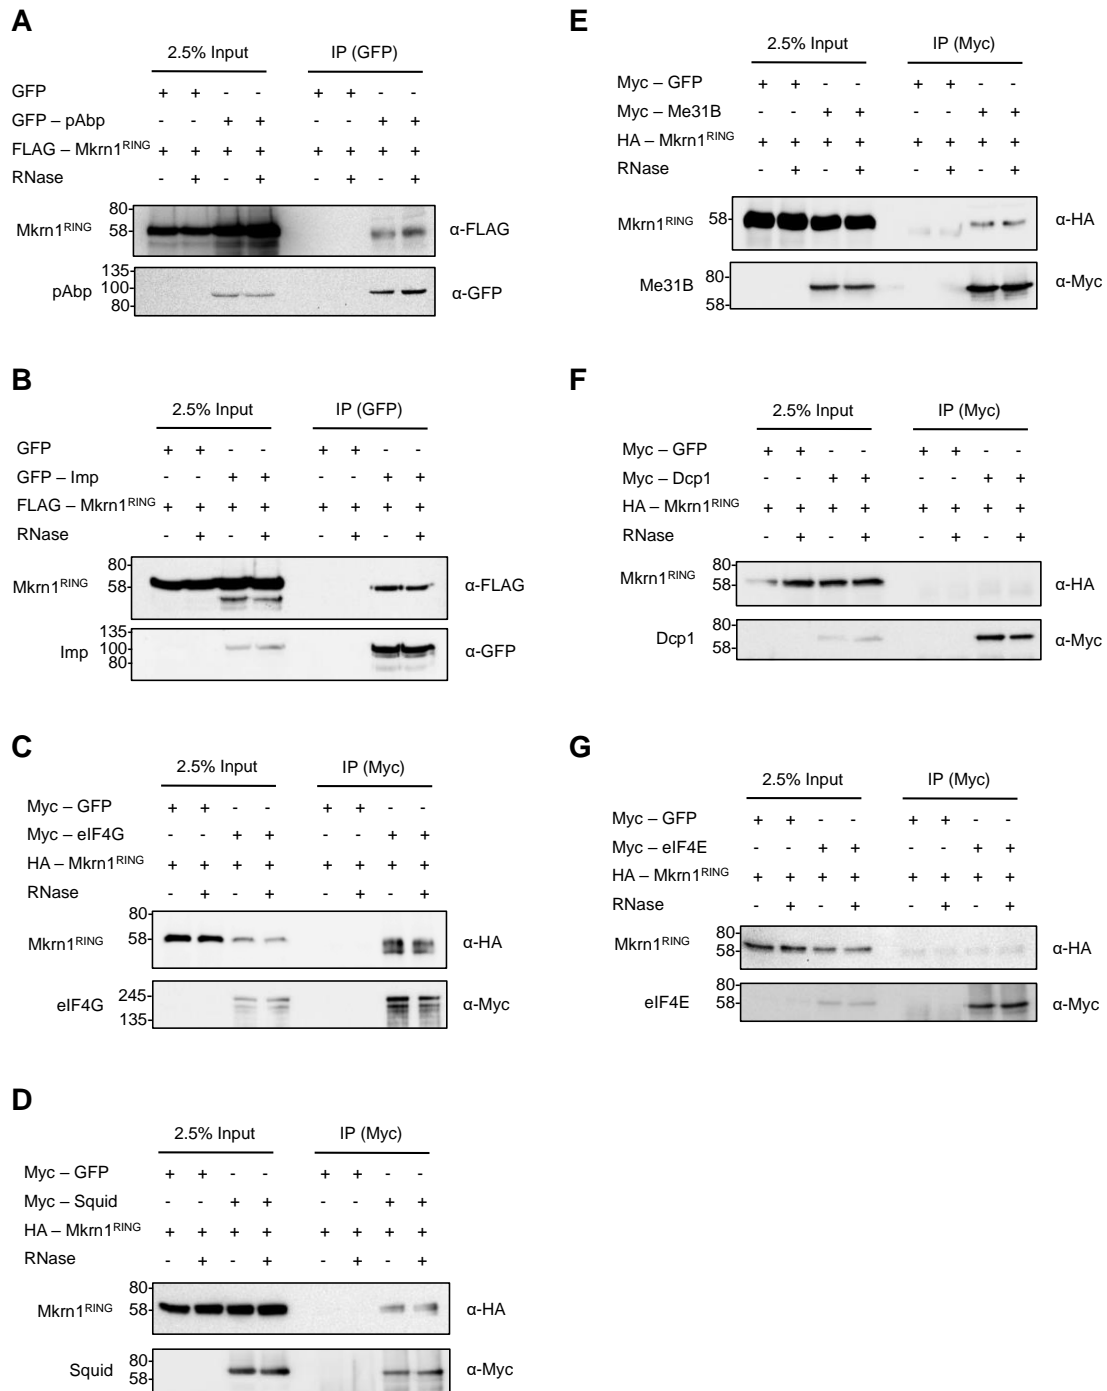 A
2.5% Input IP (GFP)
GFP + + - - + + - -
GFP – pAbp - - + + - - + +
FLAG – Mkrn1RING + + + + + + + +
RNase - + - + - + - +
80-
Mkrn1RING 58- α-FLAG
135-
pAbp 100- α-GFP
80-
B
2.5% Input IP (GFP)
GFP + + - - + + - -
GFP – Imp - - + + - - + +
FLAG – Mkrn1RING + + + + + + + +
RNase - + - + - + - +
80-
Mkrn1RING 58- α-FLAG
135-
Imp 100- α-GFP
80-
C
2.5% Input IP (Myc)
Myc – GFP + + - - + + - -
Myc – eIF4G - - + + - - + +
HA – Mkrn1RING + + + + + + + +
RNase - + - + - + - +
80-
Mkrn1RING 58- α-HA
245-
eIF4G α-Myc
135-
D
2.5% Input IP (Myc)
Myc – GFP + + - - + + - -
Myc – Squid - - + + - - + +
HA – Mkrn1RING + + + + + + + +
RNase - + - + - + - +
80-
Mkrn1RING 58- α-HA
80-
Squid α-Myc
58-
E
2.5% Input IP (Myc)
Myc – GFP + + - - + + - -
Myc – Me31B - - + + - - + +
HA – Mkrn1RING + + + + + + + +
RNase - + - + - + - +
Mkrn1RING 58- α-HA
80-
Me31B α-Myc
58-
F
2.5% Input IP (Myc)
Myc – GFP + + - - + + - -
Myc – Dcp1 - - + + - - + +
HA – Mkrn1RING + + + + + + + +
RNase - + - + - + - +
80-
Mkrn1RING 58- α-HA
80-
Dcp1 α-Myc
58-
G
2.5% Input IP (Myc)
Myc – GFP + + - - + + - -
Myc – eIF4E - - + + - - + +
HA – Mkrn1RING + + + + + + + +
RNase - + - + - + - +
80-
Mkrn1RING 58- α-HA
80-
eIF4E 58- α-Myc